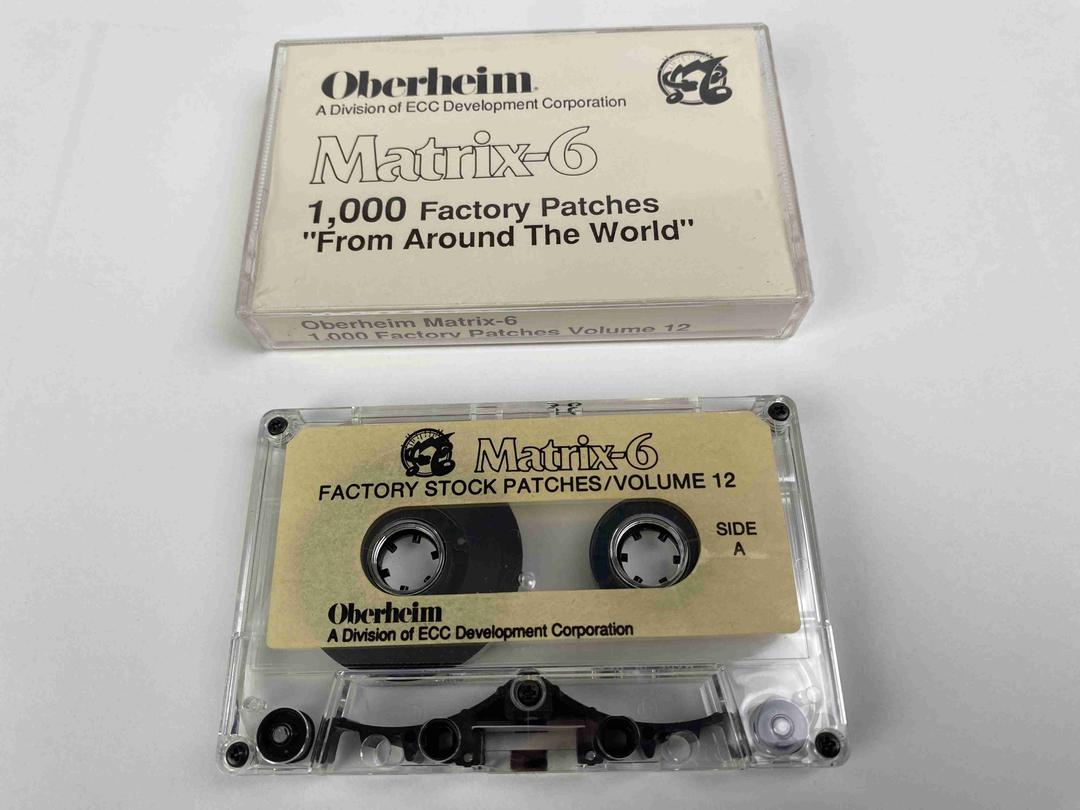 Oberheim.
A Division of ECC Development Corporation
Matrix-6
1,000 Factory Patches
"From Around The World"
Oberheim Matrix-6
1,000 Factory Patches Volume 12
Matrix-6
FACTORY STOCK PATCHES/VOLUME 12
SIDE
A
Oberheim
A Division of ECC Development Corporation